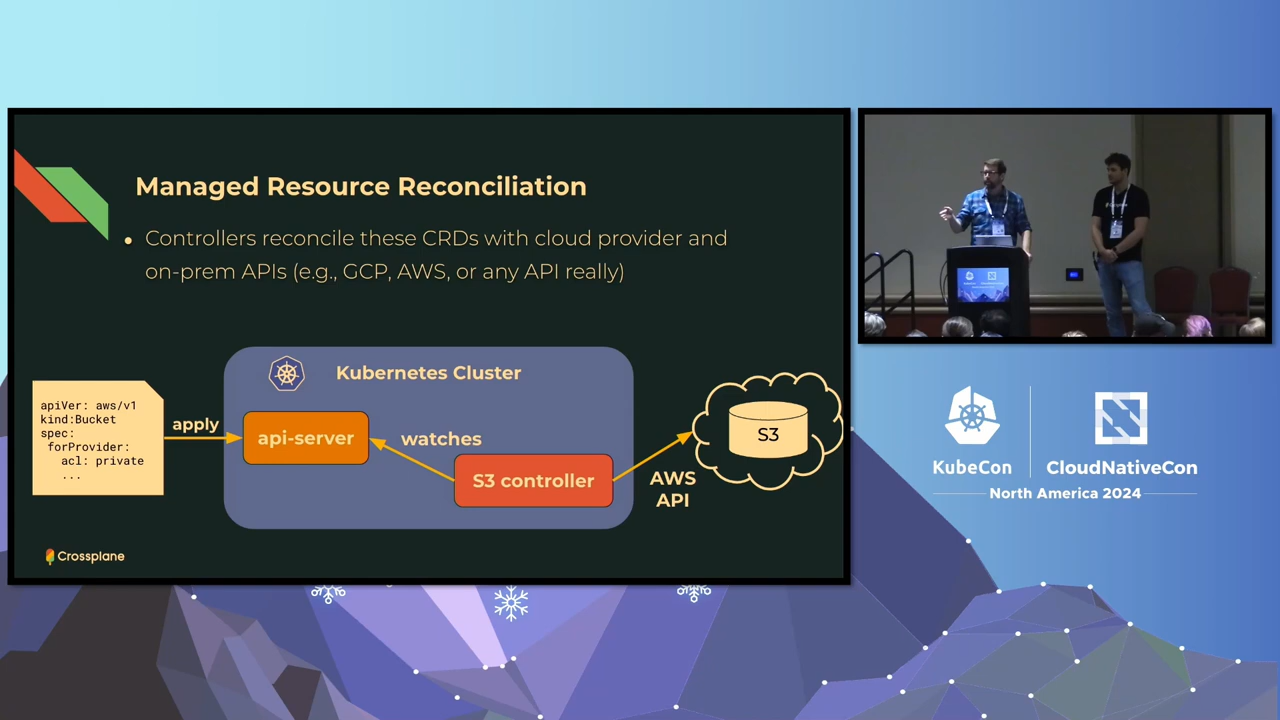 Managed Resource Reconciliation
• Controllers reconcile these CRDs with cloud provider and
on-prem APIs (e.g., GCP, AWS, or any API really)
apiVer: aws/v1
kind:Bucket
spec:
forProvider:
acl: private
...
apply
Kubernetes Cluster
api-server
watches
S3 controller
AWS
API
S3
Crossplane
KubeCon
CloudNativeCon
North America 2024